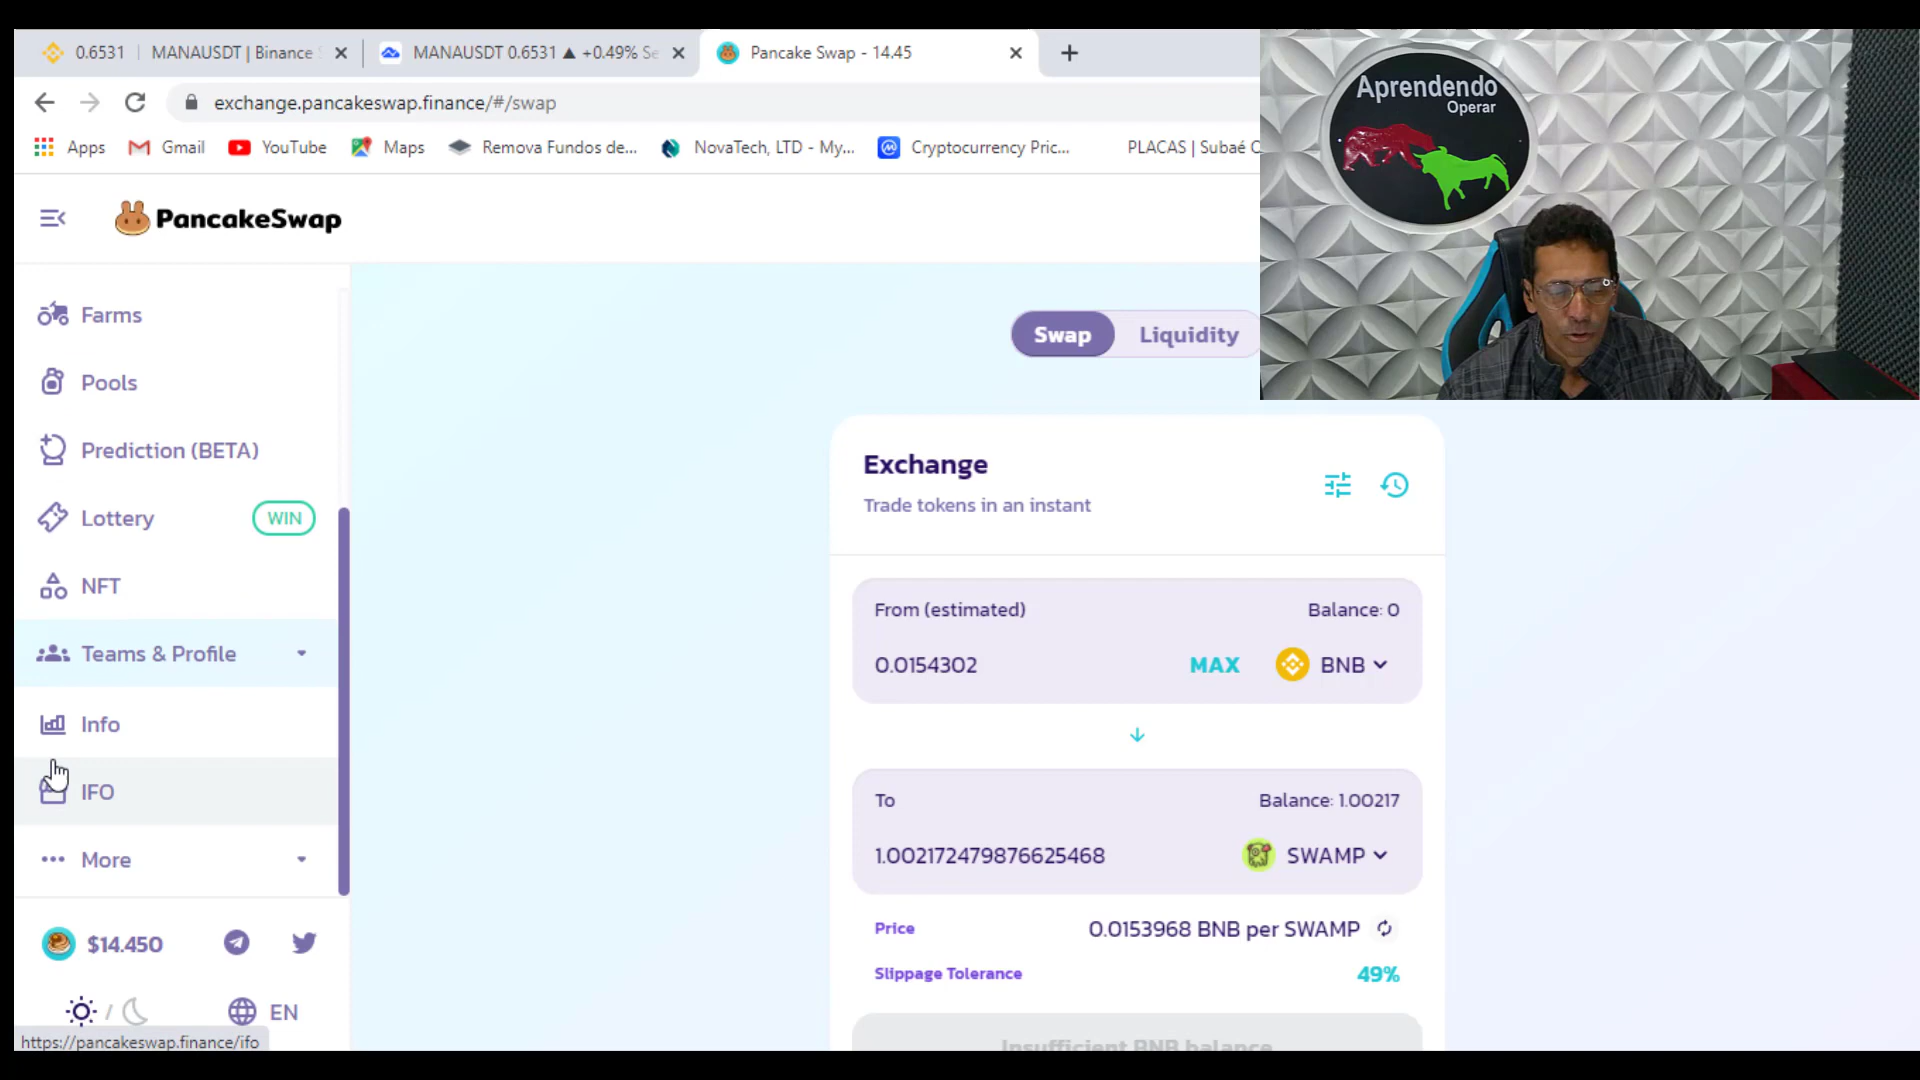 0.6531 | MANAUSDT | Binance S
MANAUSDT 0.6531 ▲ +0.49% Se
Pancake Swap - 14.45
exchange.pancakeswap.finance/#/swap
Apps
Gmail
YouTube
Maps
Remova Fundos de...
NovaTech, LTD - My...
Cryptocurrency Pric...
PLACAS | Subaé C
Aprendendo
Operar
PancakeSwap
Farms
Pools
Prediction (BETA)
Lottery
WIN
NFT
Teams & Profile
Info
IFO
More
$14.450
/
EN
https://pancakeswap.finance/ifo
Swap
Liquidity
Exchange
Trade tokens in an instant
From (estimated)
Balance: 0
0.0154302
MAX
BNB
To
Balance: 1.00217
1.002172479876625468
SWAMP
Price
0.0153968 BNB per SWAMP
Slippage Tolerance
49%
Insufficient BNB balance